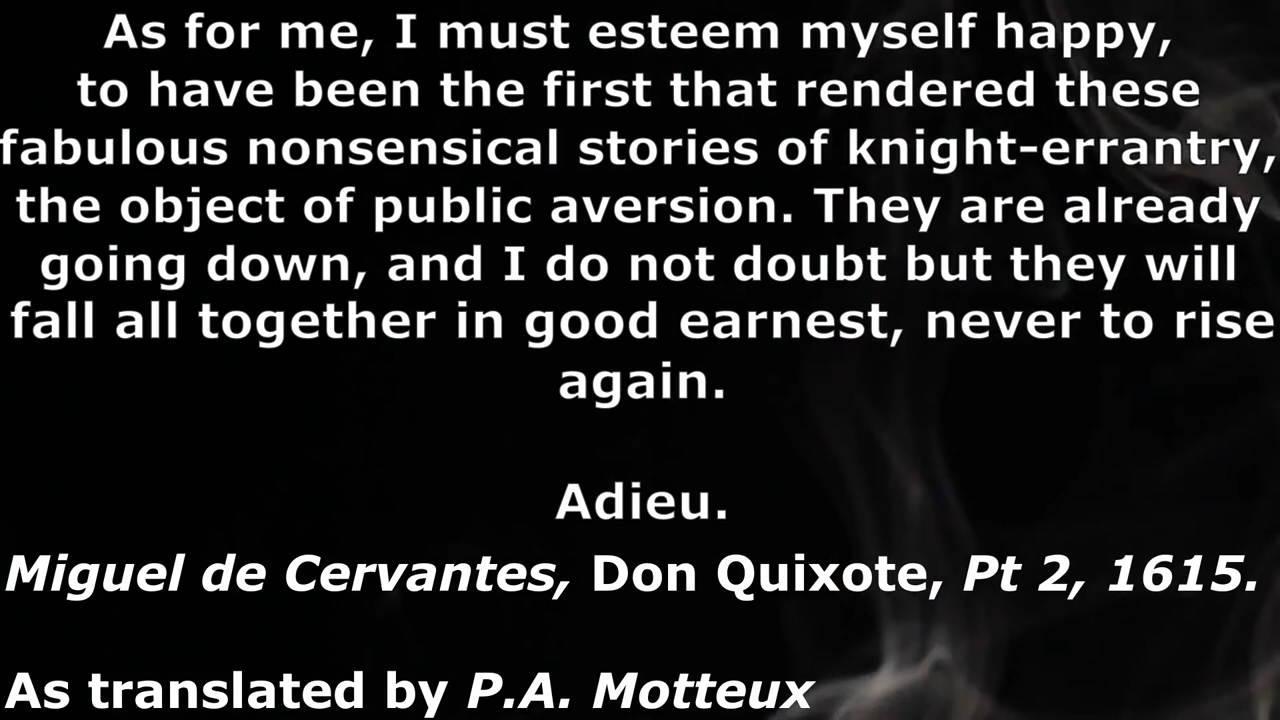 As for me, I must esteem myself happy,
to have been the first that rendered these
fabulous nonsensical stories of knight-errantry,
the object of public aversion. They are already
going down, and I do not doubt but they will
fall all together in good earnest, never to rise
again.
Adieu.
Miguel de Cervantes, Don Quixote, Pt 2, 1615.
As translated by P.A. Motteux